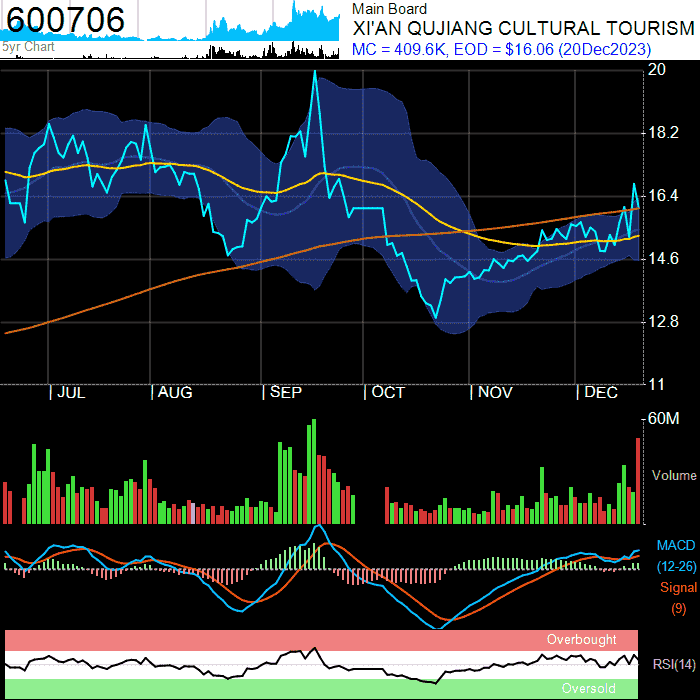 600706
5yr Chart
Main Board
XI'AN QUJIANG CULTURAL TOURISM
MC = 409.6K, EOD = $16.06 (20Dec2023)
20
18.2
16.4
14.6
12.8
11
JUL AUG SEP OCT NOV DEC
60M
Volume
MACD
(12-26)
Signal
(9)
Overbought
RSI(14)
Oversold